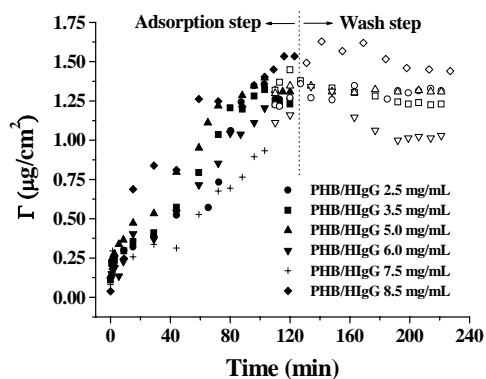 Adsorption step
Wash step
1.75
1.50
1.25
1.00
0.75
0.50
0.25
0.00
Γ (μg/cm²)
PHB/HIgG 2.5 mg/mL
PHB/HIgG 3.5 mg/mL
PHB/HIgG 5.0 mg/mL
PHB/HIgG 6.0 mg/mL
PHB/HIgG 7.5 mg/mL
PHB/HIgG 8.5 mg/mL
0 40 80 120 160 200 240
Time (min)